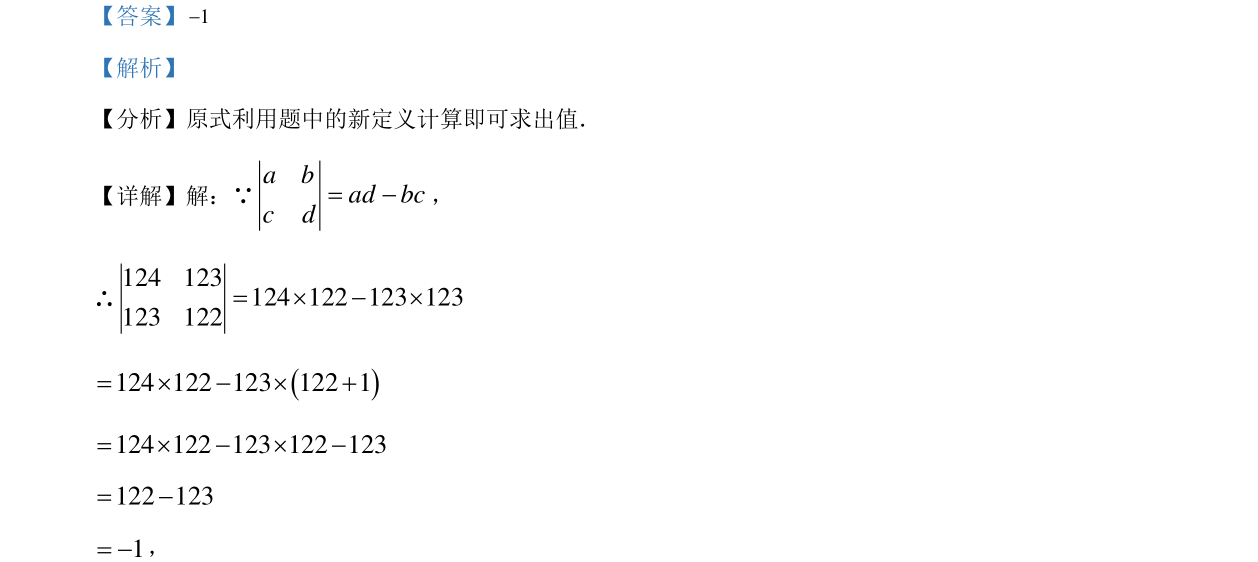 【答案】-1
【解析】
【分析】原式利用题中的新定义计算即可求出值.
【详解】解：∵ |a b; c d| = ad - bc，
∴ |124 123; 123 122| = 124×122-123×123
=124×122-123×(122+1)
=124×122-123×122-123
=122-123
=-1，